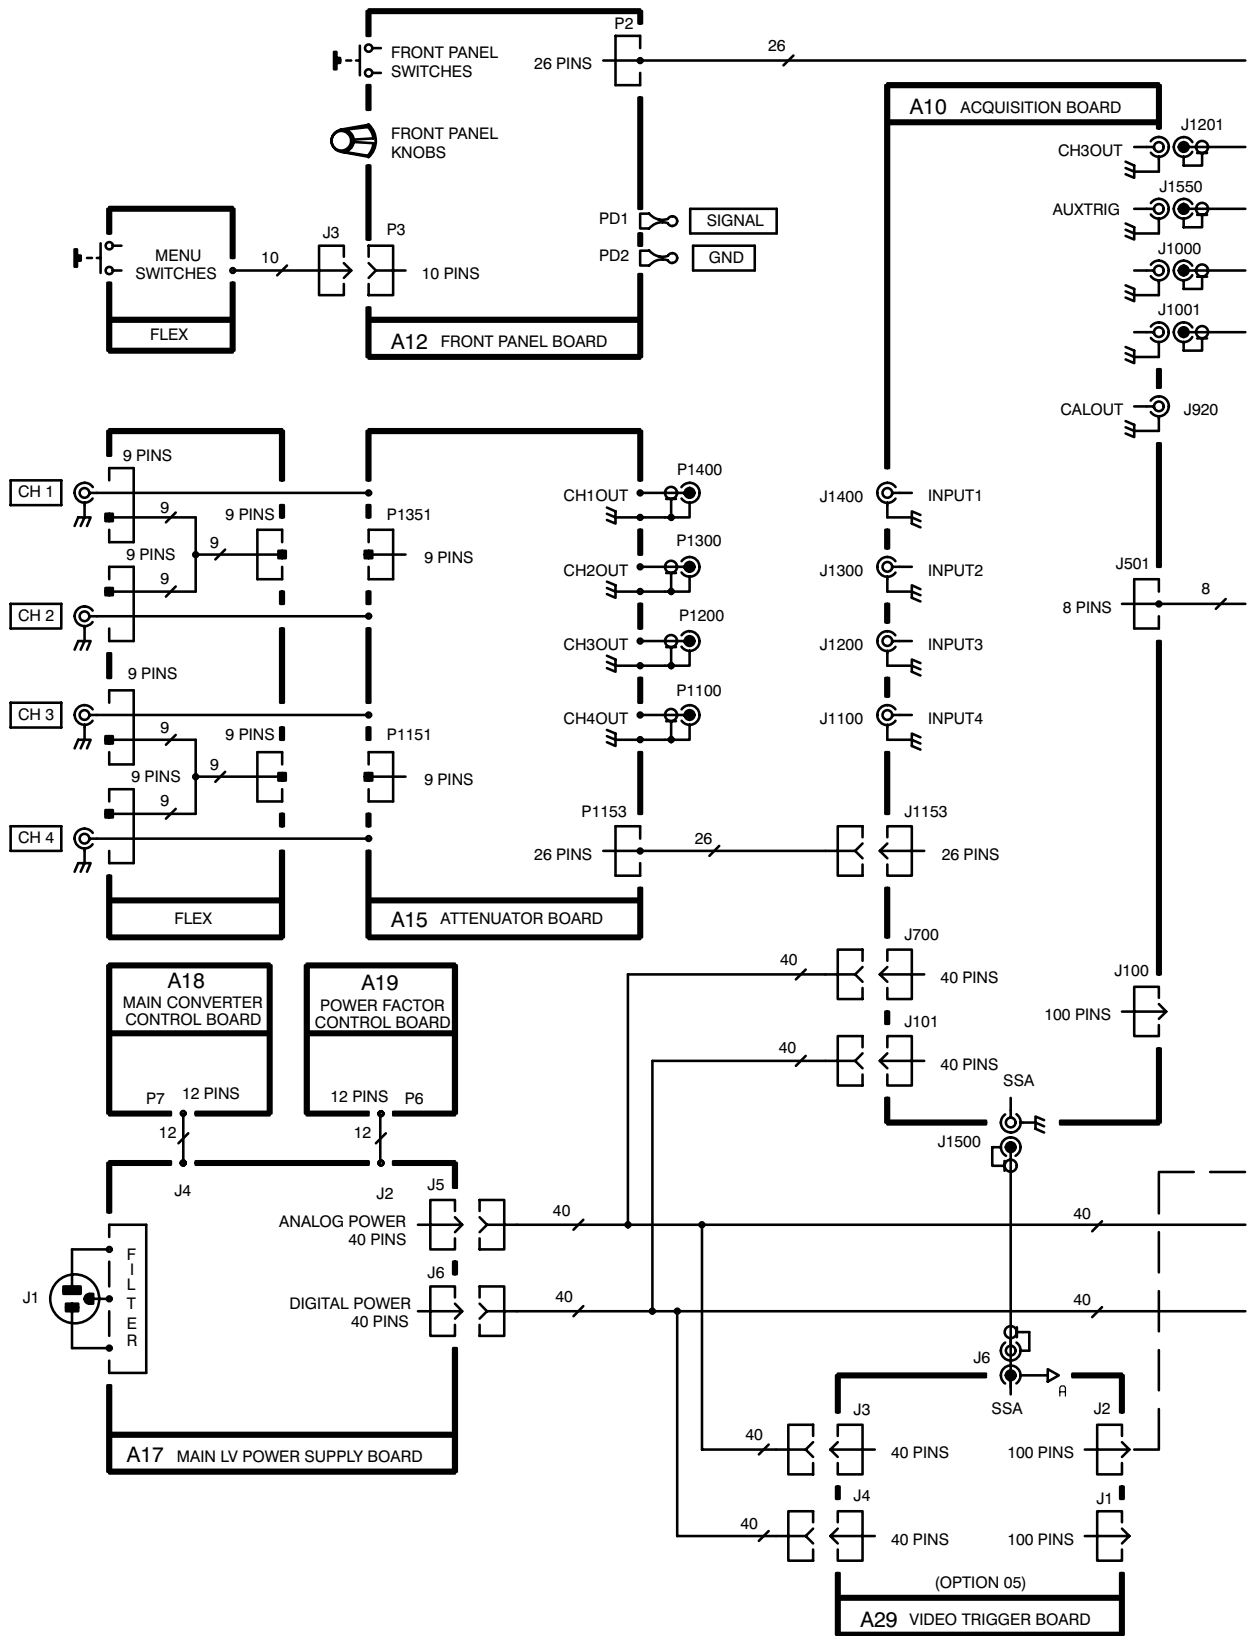 P2
FRONT PANEL
SWITCHES
26 PINS
26
A10 ACQUISITION BOARD
J1201
CH3OUT
FRONT PANEL
KNOBS
J1550
AUXTRIG
PD1
SIGNAL
J3
P3
MENU
SWITCHES
10
10 PINS
PD2
GND
J1000
J1001
FLEX
A12 FRONT PANEL BOARD
CALOUT
J920
9 PINS
CH 1
9
9 PINS
9
9 PINS
9
CH 2
P1351
9 PINS
CH1OUT
P1400
P1300
CH2OUT
P1200
CH3OUT
P1100
CH4OUT
J1400
INPUT1
J1300
INPUT2
J1200
INPUT3
J1100
INPUT4
J501
8 PINS
8
9 PINS
CH 3
9
9 PINS
9
9 PINS
9
CH 4
P1151
9 PINS
P1153
26 PINS
26
J1153
26 PINS
FLEX
A15 ATTENUATOR BOARD
J700
40
40 PINS
J101
40
40 PINS
J100
100 PINS
A18
MAIN CONVERTER
CONTROL BOARD
P7
12 PINS
12
A19
POWER FACTOR
CONTROL BOARD
12 PINS
P6
12
SSA
J1500
J4
J2
J5
ANALOG POWER
40 PINS
40
40
J1
FILTER
J6
DIGITAL POWER
40 PINS
40
40
A17 MAIN LV POWER SUPPLY BOARD
J6
A
SSA
J3
40
40 PINS
J2
100 PINS
J4
40
40 PINS
J1
100 PINS
(OPTION 05)
A29 VIDEO TRIGGER BOARD